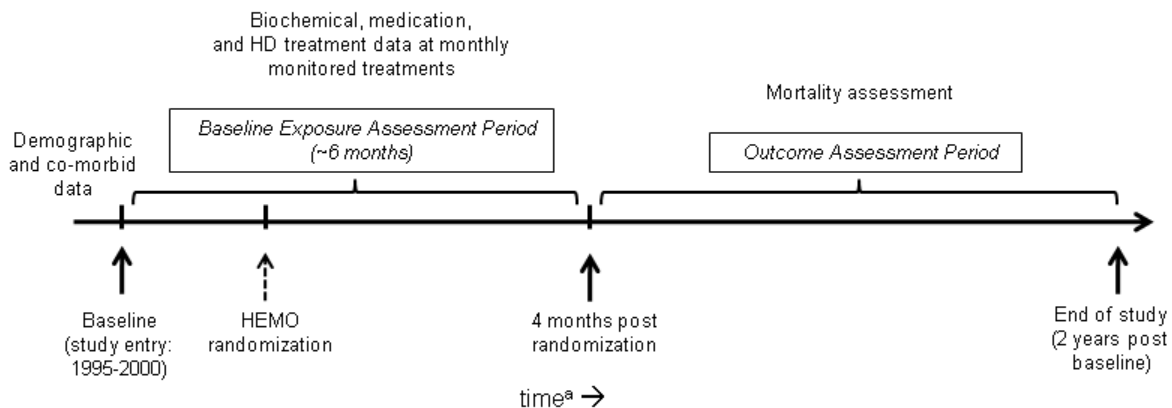 Biochemical, medication,
and HD treatment data at monthly
monitored treatments
Mortality assessment
Baseline Exposure Assessment Period
(~6 months)
Outcome Assessment Period
Demographic
and co-morbid
data
Baseline
(study entry:
1995-2000)
HEMO
randomization
4 months post
randomization
End of study
(2 years post
baseline)
timeª →